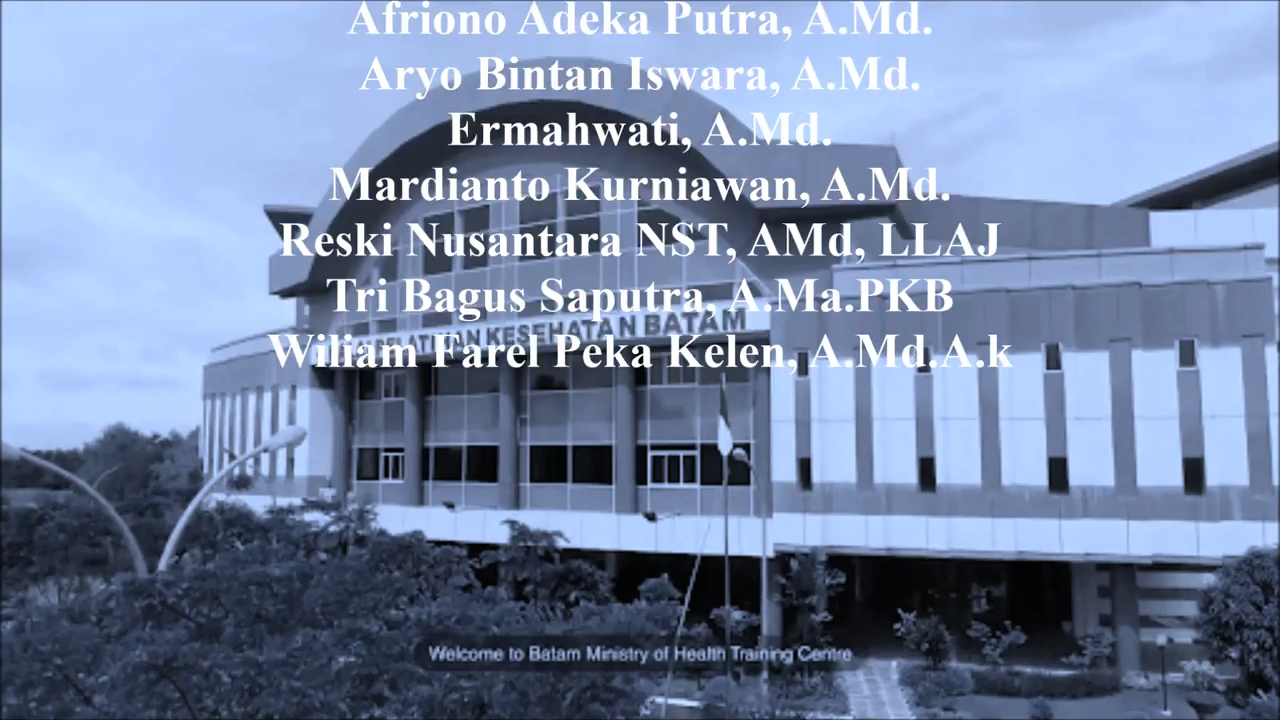 Afriono Adeka Putra, A.Md.
Aryo Bintan Iswara, A.Md.
Ermahwati, A.Md.
Mardianto Kurniawan, A.Md.
Reski Nusantara NST, AMd, LLAJ
Tri Bagus Saputra, A.Ma.PKB
KESEHATAN BATAM
Wiliam Farel Peka Kelen, A.Md.A.k
Welcome to Batam Ministry of Health Training Centre